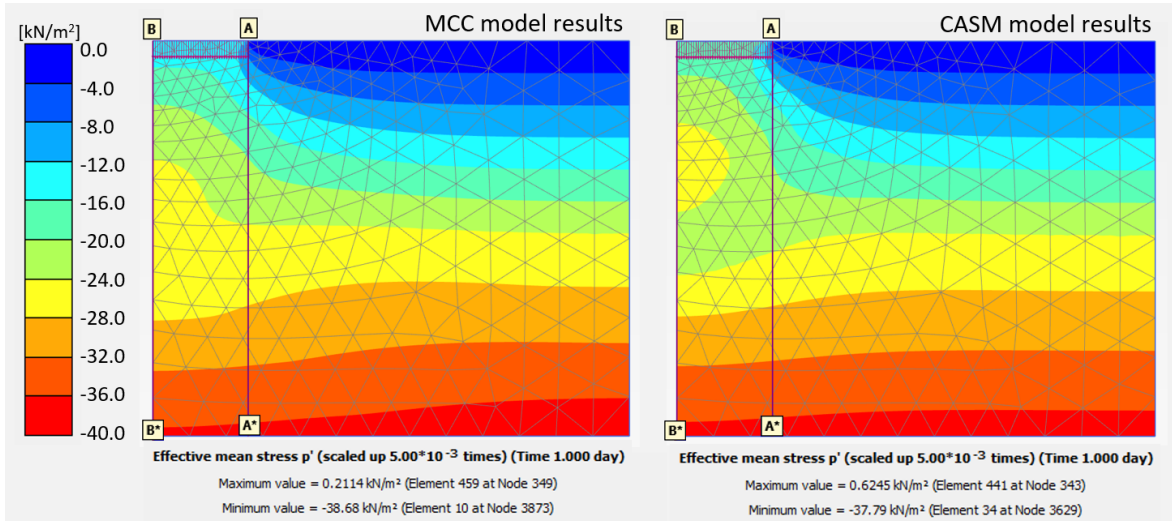 [kN/m²]
0.0
-4.0
-8.0
-12.0
-16.0
-20.0
-24.0
-28.0
-32.0
-36.0
-40.0
B
A
MCC model results
B*
A*
Effective mean stress p' (scaled up 5.00*10⁻³ times) (Time 1.000 day)
Maximum value = 0.2114 kN/m² (Element 459 at Node 349)
Minimum value = -38.68 kN/m² (Element 10 at Node 3873)
B
A
CASM model results
B*
A*
Effective mean stress p' (scaled up 5.00*10⁻³ times) (Time 1.000 day)
Maximum value = 0.6245 kN/m² (Element 441 at Node 343)
Minimum value = -37.79 kN/m² (Element 34 at Node 3629)